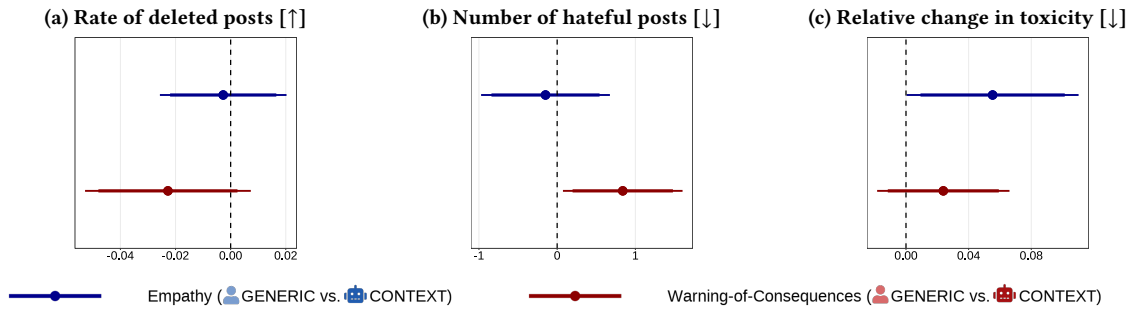 (a) Rate of deleted posts [↑]
(b) Number of hateful posts [↓]
(c) Relative change in toxicity [↓]
-0.04 -0.02 0.00 0.02
-1 0 1
0.00 0.04 0.08
Empathy (GENERIC vs. CONTEXT)
Warning-of-Consequences (GENERIC vs. CONTEXT)